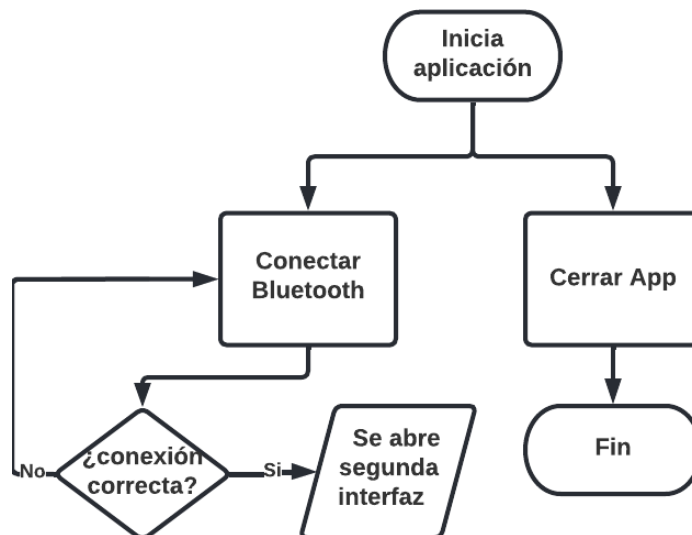 Inicia
aplicación
Conectar
Bluetooth
Cerrar App
¿conexión
correcta?
No
Si
Se abre
segunda
interfaz
Fin